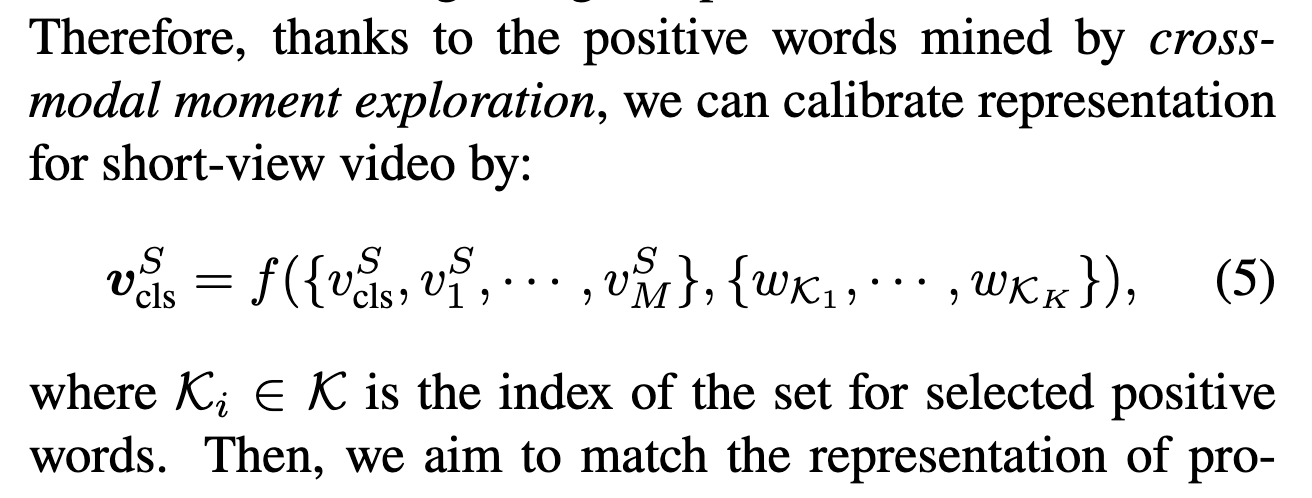 Therefore, thanks to the positive words mined by cross-
modal moment exploration, we can calibrate representation
for short-view video by:
𝒗^S_cls = f({v^S_cls, v^S_1, ⋯ , v^S_M}, {w_{𝒦_1}, ⋯ , w_{𝒦_K}}), (5)
where 𝒦_i ∈ 𝒦 is the index of the set for selected positive
words. Then, we aim to match the representation of pro-